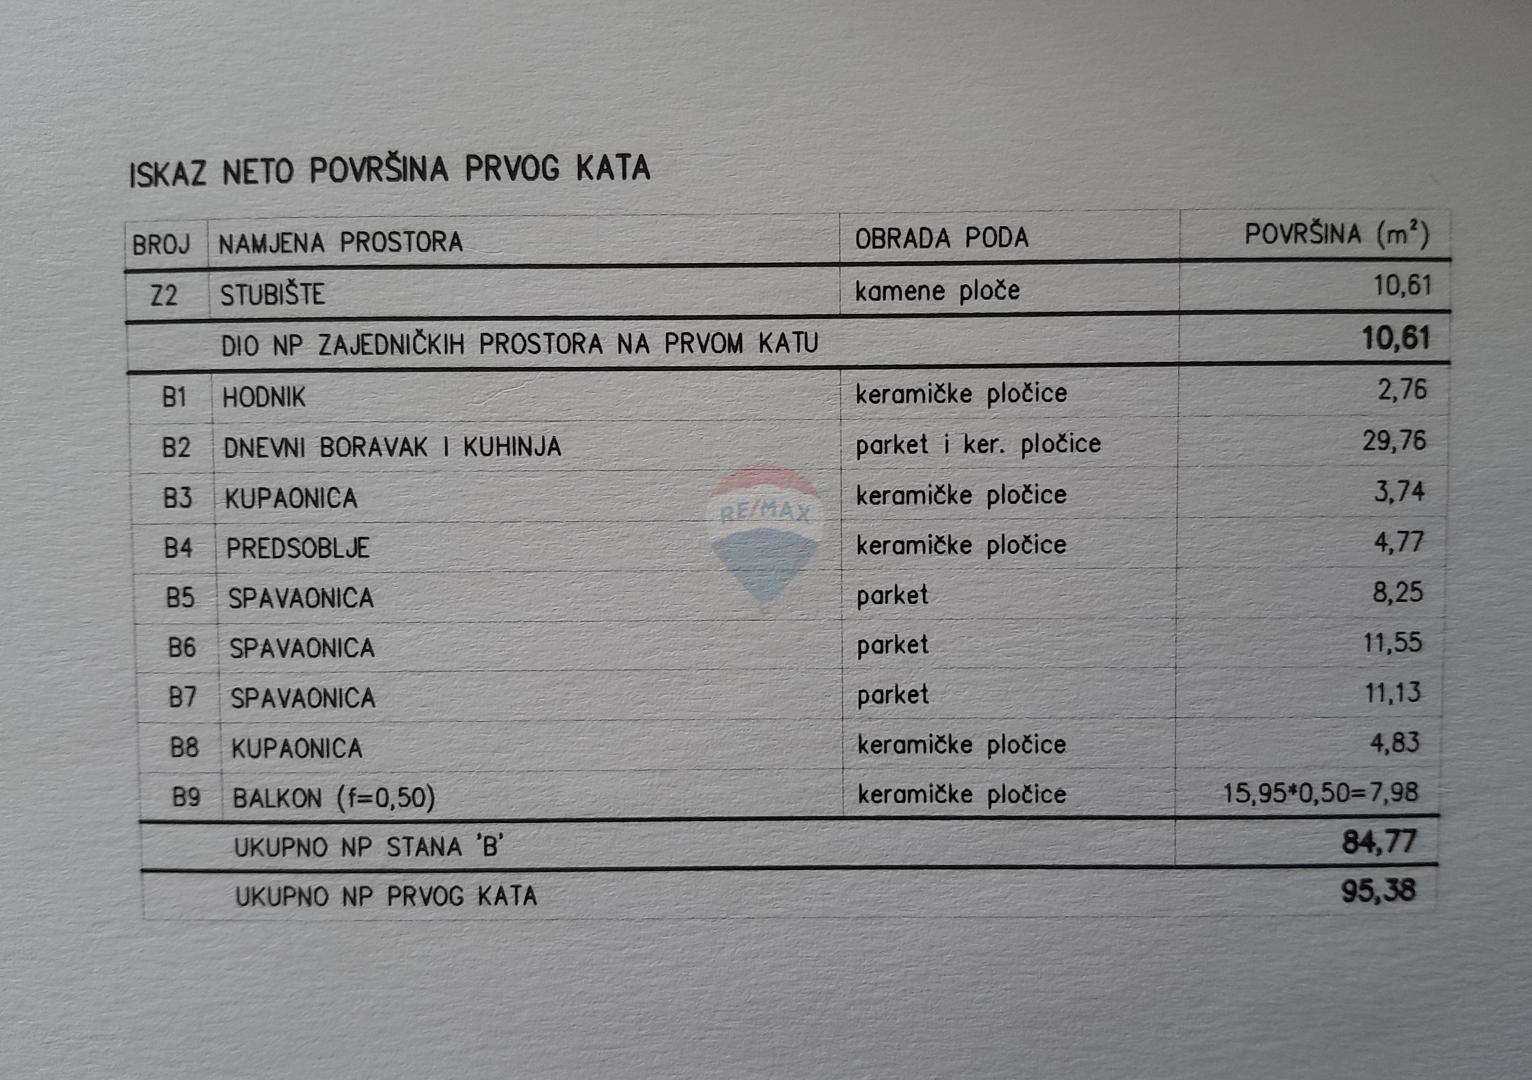 ISKAZ NETO POVRŠINA PRVOG KATA
BROJ NAMJENA PROSTORA OBRADA PODA POVRŠINA (m²)
Z2 STUBIŠTE kamene ploče 10,61
DIO NP ZAJEDNIČKIH PROSTORA NA PRVOM KATU 10,61
B1 HODNIK keramičke pločice 2,76
B2 DNEVNI BORAVAK I KUHINJA parket i ker. pločice 29,76
B3 KUPAONICA keramičke pločice 3,74
RE/MAX
B4 PREDSOBLJE keramičke pločice 4,77
B5 SPAVAONICA parket 8,25
B6 SPAVAONICA parket 11,55
B7 SPAVAONICA parket 11,13
B8 KUPAONICA keramičke pločice 4,83
B9 BALKON (f=0,50) keramičke pločice 15,95*0,50=7,98
UKUPNO NP STANA 'B' 84,77
UKUPNO NP PRVOG KATA 95,38